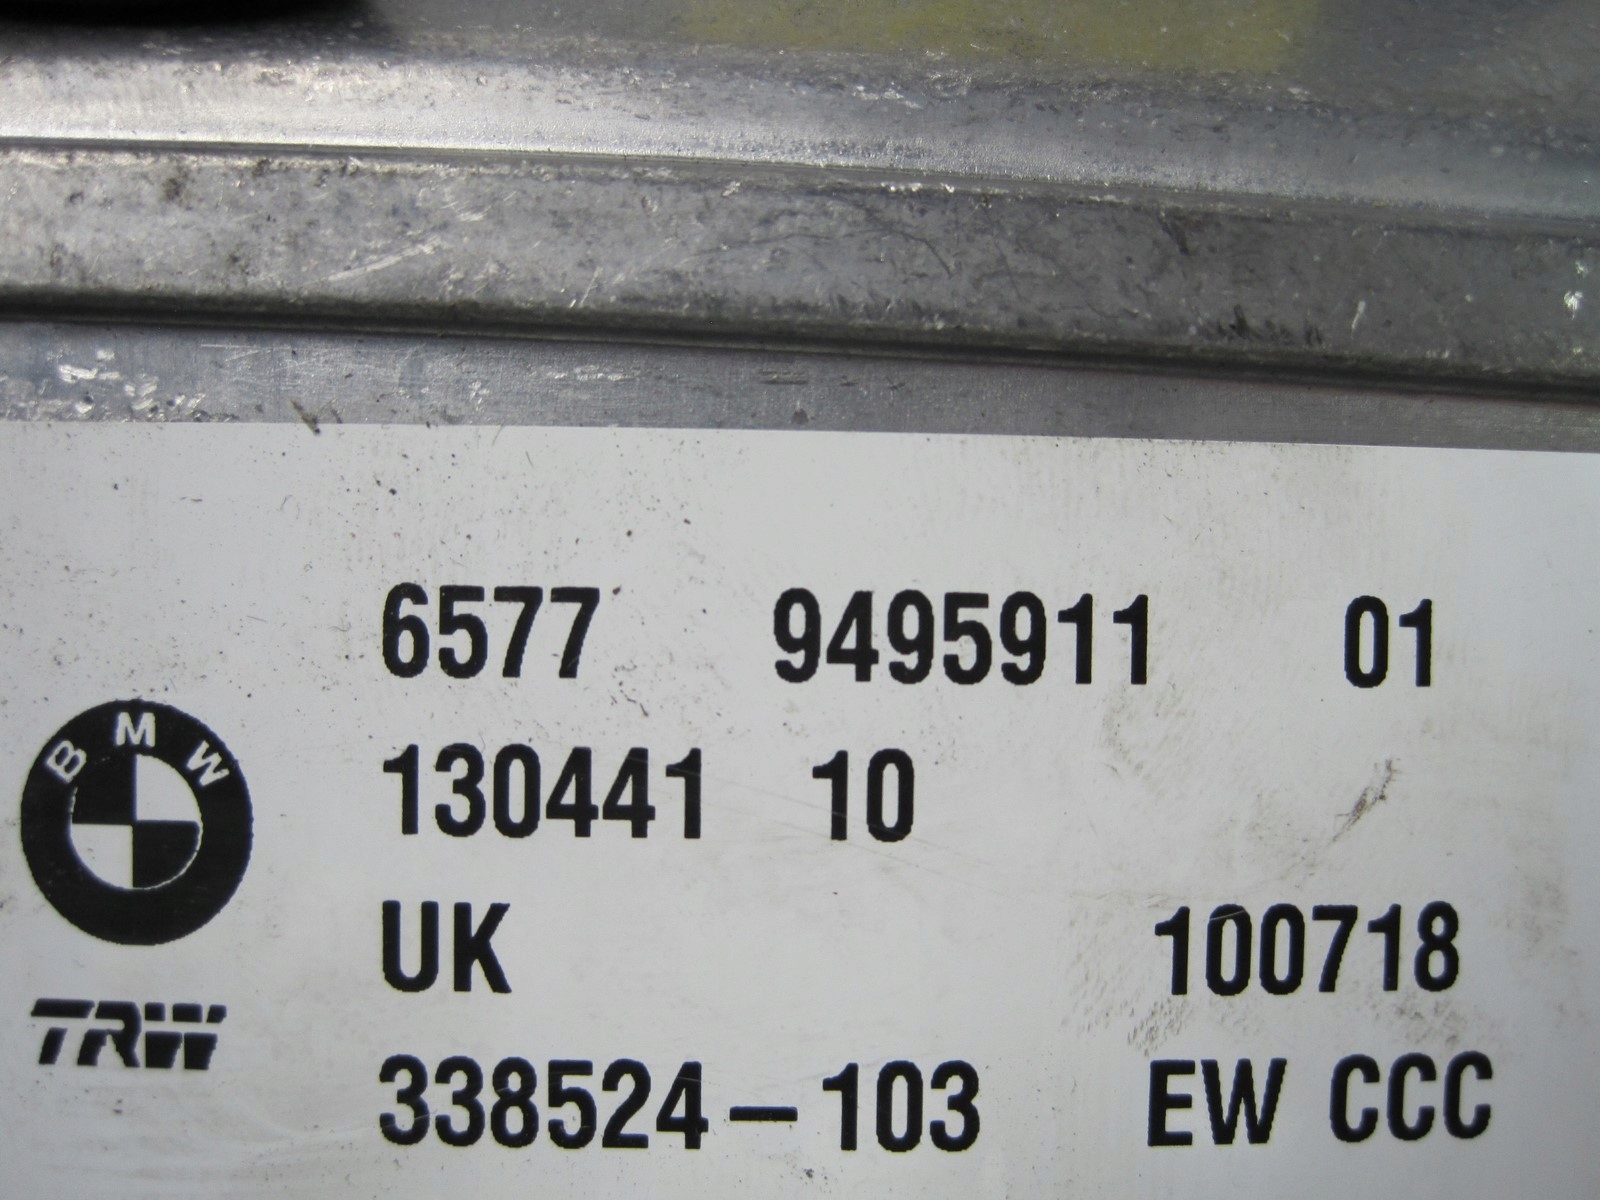 6577 9495911 01
130441 10
BMW
UK 100718
TRW
338524-103 EW CCC